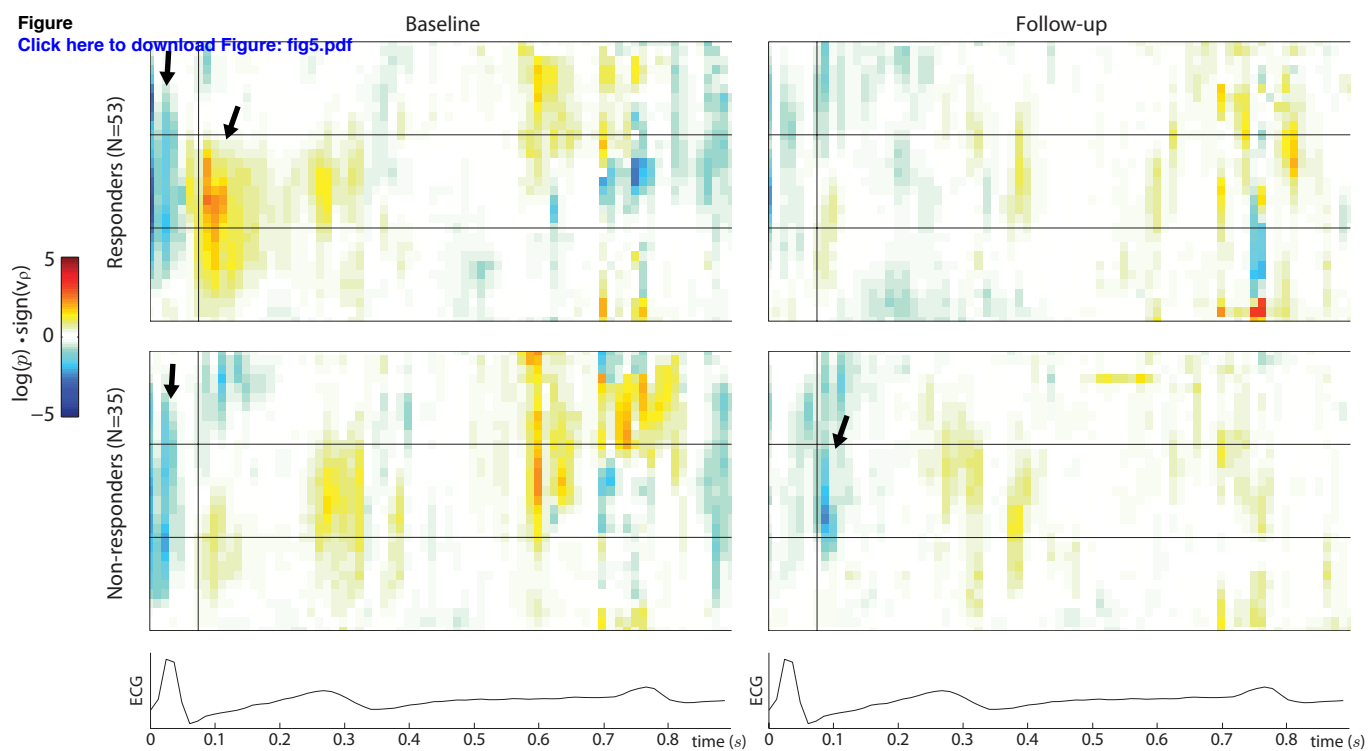 Figure
Click here to download Figure: fig5.pdf
Baseline
Follow-up
Responders (N=53)
Non-responders (N=35)
log(p) •sign(vρ)
5
0
−5
ECG
0 0.1 0.2 0.3 0.4 0.5 0.6 0.7 0.8 time (s)
ECG
0 0.1 0.2 0.3 0.4 0.5 0.6 0.7 0.8 time (s)